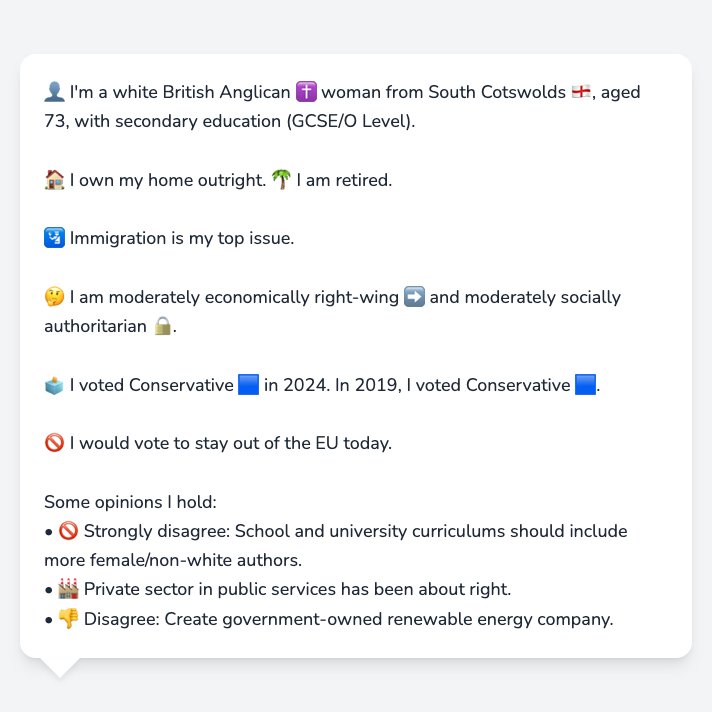 👤 I'm a white British Anglican ✝️ woman from South Cotswolds 🏴󠁧󠁢󠁥󠁮󠁧󠁿, aged
73, with secondary education (GCSE/O Level).
🏠 I own my home outright. 🌴 I am retired.
🛂 Immigration is my top issue.
🤔 I am moderately economically right-wing ➡️ and moderately socially
authoritarian 🔒.
🗳️ I voted Conservative 🟦 in 2024. In 2019, I voted Conservative 🟦.
🚫 I would vote to stay out of the EU today.
Some opinions I hold:
• 🚫 Strongly disagree: School and university curriculums should include
more female/non-white authors.
• 🏭 Private sector in public services has been about right.
• 👎 Disagree: Create government-owned renewable energy company.